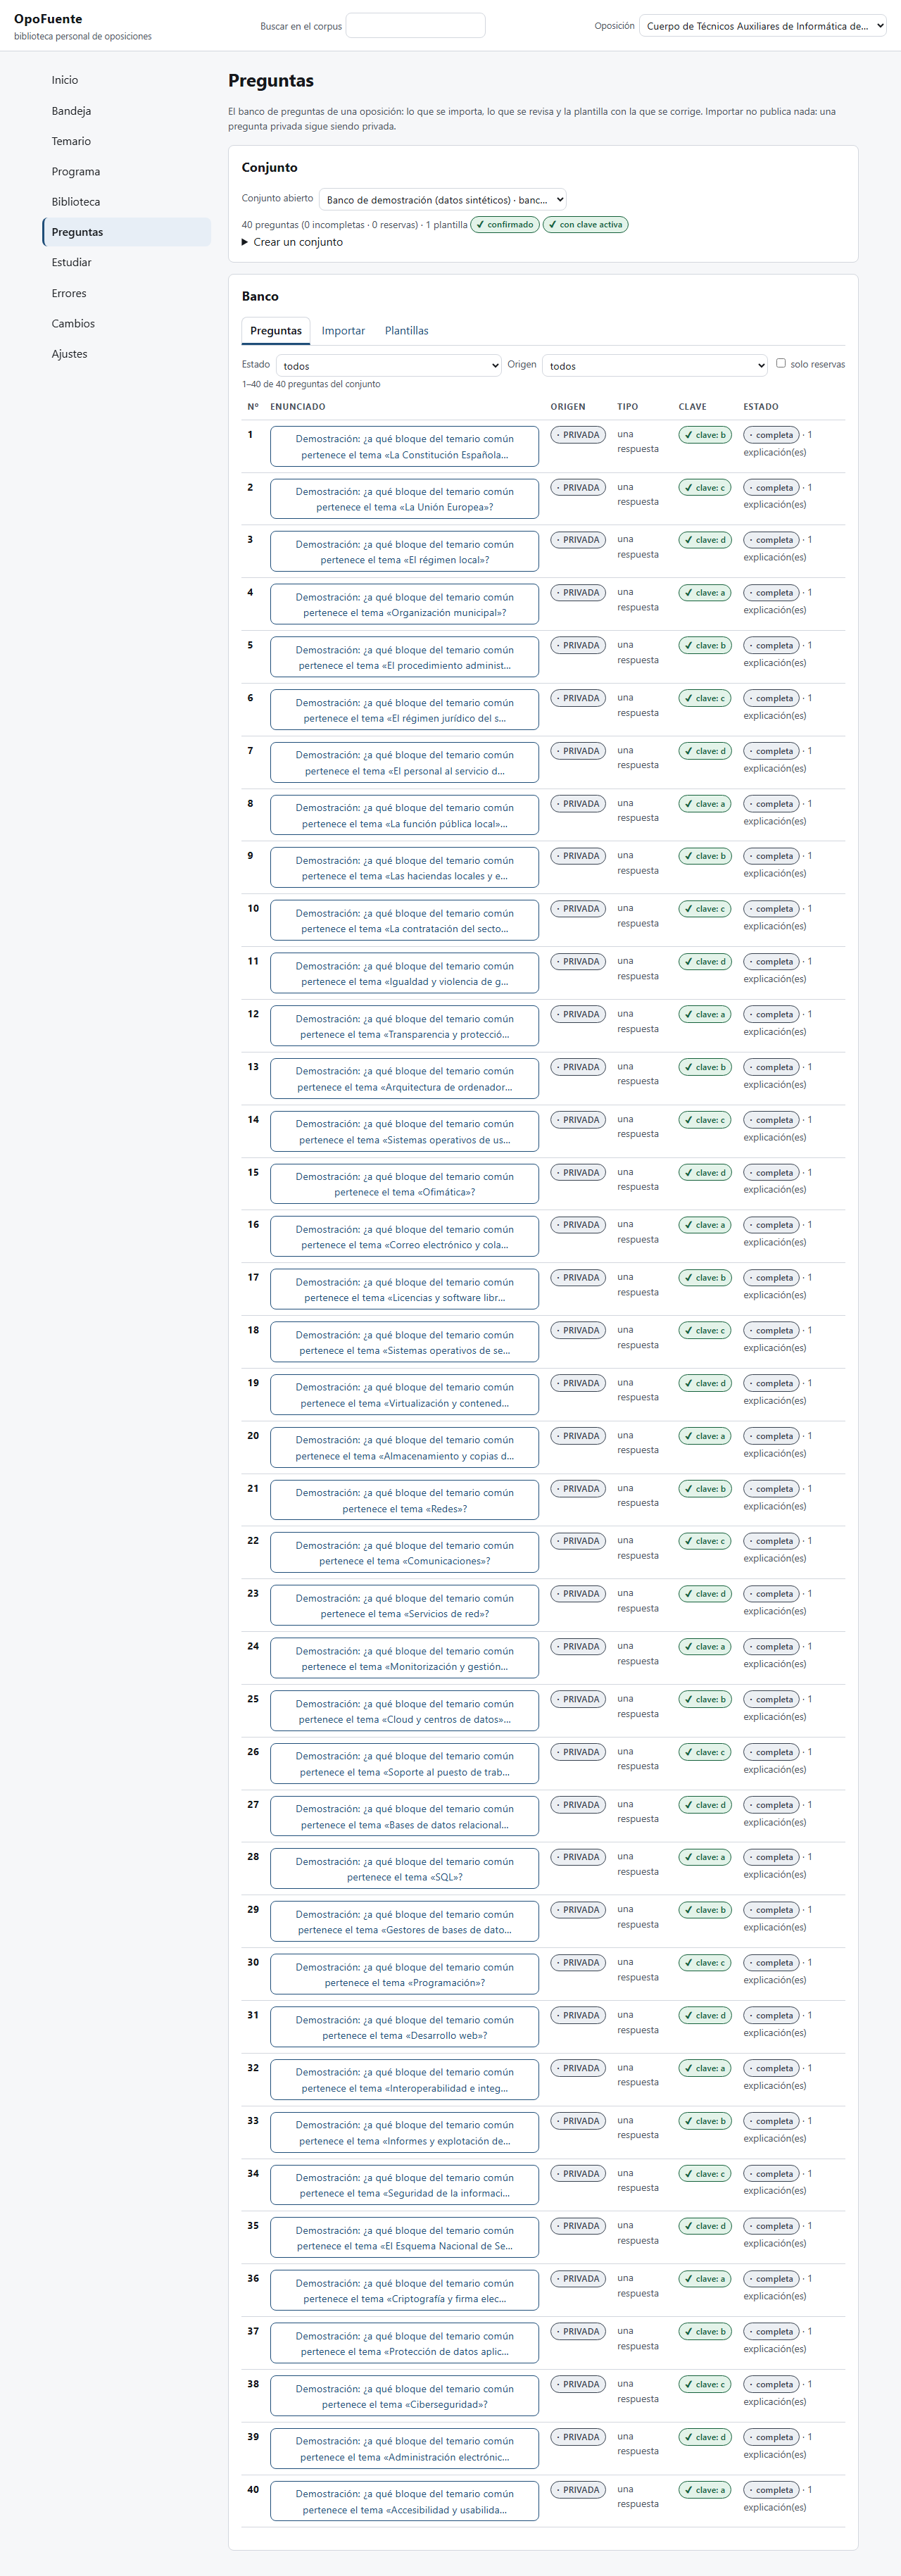 OpoFuente
biblioteca personal de oposiciones
Buscar en el corpus
Oposición
Cuerpo de Técnicos Auxiliares de Informática de...
Inicio
Bandeja
Temario
Programa
Biblioteca
Preguntas
Estudiar
Errores
Cambios
Ajustes
Preguntas
El banco de preguntas de una oposición: lo que se importa, lo que se revisa y la plantilla con la que se corrige. Importar no publica nada: una
pregunta privada sigue siendo privada.
Conjunto
Conjunto abierto Banco de demostración (datos sintéticos) · banc...
40 preguntas (0 incompletas · 0 reservas) · 1 plantilla ✓ confirmado ✓ con clave activa
▶ Crear un conjunto
Banco
Preguntas Importar Plantillas
Estado todos Origen todos solo reservas
1–40 de 40 preguntas del conjunto
Nº ENUNCIADO ORIGEN TIPO CLAVE ESTADO
1 Demostración: ¿a qué bloque del temario común · PRIVADA una ✓ clave: b · completa · 1
pertenece el tema «La Constitución Española... respuesta explicación(es)
2 Demostración: ¿a qué bloque del temario común · PRIVADA una ✓ clave: c · completa · 1
pertenece el tema «La Unión Europea»? respuesta explicación(es)
3 Demostración: ¿a qué bloque del temario común · PRIVADA una ✓ clave: d · completa · 1
pertenece el tema «El régimen local»? respuesta explicación(es)
4 Demostración: ¿a qué bloque del temario común · PRIVADA una ✓ clave: a · completa · 1
pertenece el tema «Organización municipal»? respuesta explicación(es)
5 Demostración: ¿a qué bloque del temario común · PRIVADA una ✓ clave: b · completa · 1
pertenece el tema «El procedimiento administ... respuesta explicación(es)
6 Demostración: ¿a qué bloque del temario común · PRIVADA una ✓ clave: c · completa · 1
pertenece el tema «El régimen jurídico del s... respuesta explicación(es)
7 Demostración: ¿a qué bloque del temario común · PRIVADA una ✓ clave: d · completa · 1
pertenece el tema «El personal al servicio d... respuesta explicación(es)
8 Demostración: ¿a qué bloque del temario común · PRIVADA una ✓ clave: a · completa · 1
pertenece el tema «La función pública local»... respuesta explicación(es)
9 Demostración: ¿a qué bloque del temario común · PRIVADA una ✓ clave: b · completa · 1
pertenece el tema «Las haciendas locales y e... respuesta explicación(es)
10 Demostración: ¿a qué bloque del temario común · PRIVADA una ✓ clave: c · completa · 1
pertenece el tema «La contratación del secto... respuesta explicación(es)
11 Demostración: ¿a qué bloque del temario común · PRIVADA una ✓ clave: d · completa · 1
pertenece el tema «Igualdad y violencia de g... respuesta explicación(es)
12 Demostración: ¿a qué bloque del temario común · PRIVADA una ✓ clave: a · completa · 1
pertenece el tema «Transparencia y protecció... respuesta explicación(es)
13 Demostración: ¿a qué bloque del temario común · PRIVADA una ✓ clave: b · completa · 1
pertenece el tema «Arquitectura de ordenador... respuesta explicación(es)
14 Demostración: ¿a qué bloque del temario común · PRIVADA una ✓ clave: c · completa · 1
pertenece el tema «Sistemas operativos de us... respuesta explicación(es)
15 Demostración: ¿a qué bloque del temario común · PRIVADA una ✓ clave: d · completa · 1
pertenece el tema «Ofimática»? respuesta explicación(es)
16 Demostración: ¿a qué bloque del temario común · PRIVADA una ✓ clave: a · completa · 1
pertenece el tema «Correo electrónico y cola... respuesta explicación(es)
17 Demostración: ¿a qué bloque del temario común · PRIVADA una ✓ clave: b · completa · 1
pertenece el tema «Licencias y software libr... respuesta explicación(es)
18 Demostración: ¿a qué bloque del temario común · PRIVADA una ✓ clave: c · completa · 1
pertenece el tema «Sistemas operativos de se... respuesta explicación(es)
19 Demostración: ¿a qué bloque del temario común · PRIVADA una ✓ clave: d · completa · 1
pertenece el tema «Virtualización y contened... respuesta explicación(es)
20 Demostración: ¿a qué bloque del temario común · PRIVADA una ✓ clave: a · completa · 1
pertenece el tema «Almacenamiento y copias d... respuesta explicación(es)
21 Demostración: ¿a qué bloque del temario común · PRIVADA una ✓ clave: b · completa · 1
pertenece el tema «Redes»? respuesta explicación(es)
22 Demostración: ¿a qué bloque del temario común · PRIVADA una ✓ clave: c · completa · 1
pertenece el tema «Comunicaciones»? respuesta explicación(es)
23 Demostración: ¿a qué bloque del temario común · PRIVADA una ✓ clave: d · completa · 1
pertenece el tema «Servicios de red»? respuesta explicación(es)
24 Demostración: ¿a qué bloque del temario común · PRIVADA una ✓ clave: a · completa · 1
pertenece el tema «Monitorización y gestión... respuesta explicación(es)
25 Demostración: ¿a qué bloque del temario común · PRIVADA una ✓ clave: b · completa · 1
pertenece el tema «Cloud y centros de datos»... respuesta explicación(es)
26 Demostración: ¿a qué bloque del temario común · PRIVADA una ✓ clave: c · completa · 1
pertenece el tema «Soporte al puesto de trab... respuesta explicación(es)
27 Demostración: ¿a qué bloque del temario común · PRIVADA una ✓ clave: d · completa · 1
pertenece el tema «Bases de datos relacional... respuesta explicación(es)
28 Demostración: ¿a qué bloque del temario común · PRIVADA una ✓ clave: a · completa · 1
pertenece el tema «SQL»? respuesta explicación(es)
29 Demostración: ¿a qué bloque del temario común · PRIVADA una ✓ clave: b · completa · 1
pertenece el tema «Gestores de bases de dato... respuesta explicación(es)
30 Demostración: ¿a qué bloque del temario común · PRIVADA una ✓ clave: c · completa · 1
pertenece el tema «Programación»? respuesta explicación(es)
31 Demostración: ¿a qué bloque del temario común · PRIVADA una ✓ clave: d · completa · 1
pertenece el tema «Desarrollo web»? respuesta explicación(es)
32 Demostración: ¿a qué bloque del temario común · PRIVADA una ✓ clave: a · completa · 1
pertenece el tema «Interoperabilidad e integ... respuesta explicación(es)
33 Demostración: ¿a qué bloque del temario común · PRIVADA una ✓ clave: b · completa · 1
pertenece el tema «Informes y explotación de... respuesta explicación(es)
34 Demostración: ¿a qué bloque del temario común · PRIVADA una ✓ clave: c · completa · 1
pertenece el tema «Seguridad de la informaci... respuesta explicación(es)
35 Demostración: ¿a qué bloque del temario común · PRIVADA una ✓ clave: d · completa · 1
pertenece el tema «El Esquema Nacional de Se... respuesta explicación(es)
36 Demostración: ¿a qué bloque del temario común · PRIVADA una ✓ clave: a · completa · 1
pertenece el tema «Criptografía y firma elec... respuesta explicación(es)
37 Demostración: ¿a qué bloque del temario común · PRIVADA una ✓ clave: b · completa · 1
pertenece el tema «Protección de datos aplic... respuesta explicación(es)
38 Demostración: ¿a qué bloque del temario común · PRIVADA una ✓ clave: c · completa · 1
pertenece el tema «Ciberseguridad»? respuesta explicación(es)
39 Demostración: ¿a qué bloque del temario común · PRIVADA una ✓ clave: d · completa · 1
pertenece el tema «Administración electrónic... respuesta explicación(es)
40 Demostración: ¿a qué bloque del temario común · PRIVADA una ✓ clave: a · completa · 1
pertenece el tema «Accesibilidad y usabilida... respuesta explicación(es)